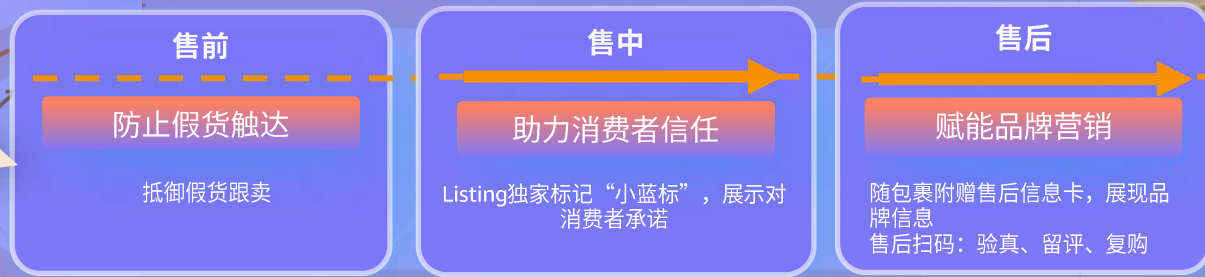 售前
防止假货触达
抵御假货跟卖
售中
助力消费者信任
Listing独家标记“小蓝标”，展示对
消费者承诺
售后
赋能品牌营销
随包裹附赠售后信息卡，展现品
牌信息
售后扫码：验真、留评、复购